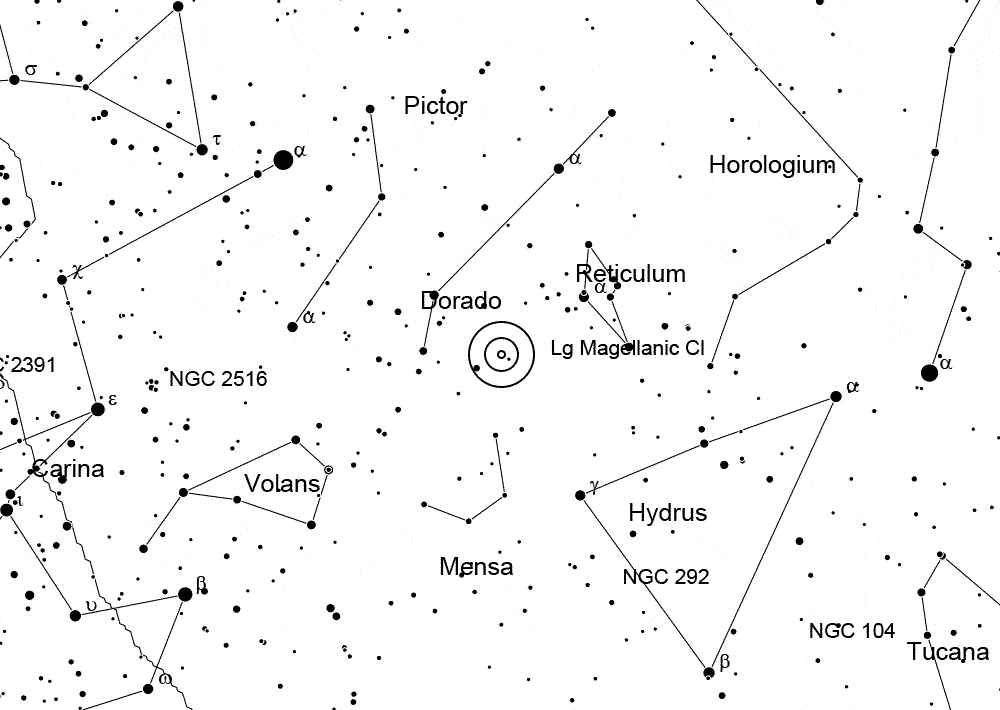 σ
Pictor
τ
α
α
Horologium
χ
Reticulum
α
Dorado
α
Lg Magellanic Cl
α
C 2391
NGC 2516
α
ε
Carina
Volans
γ
ι
Hydrus
Mensa
NGC 292
β
υ
NGC 104
Tucana
β
ω